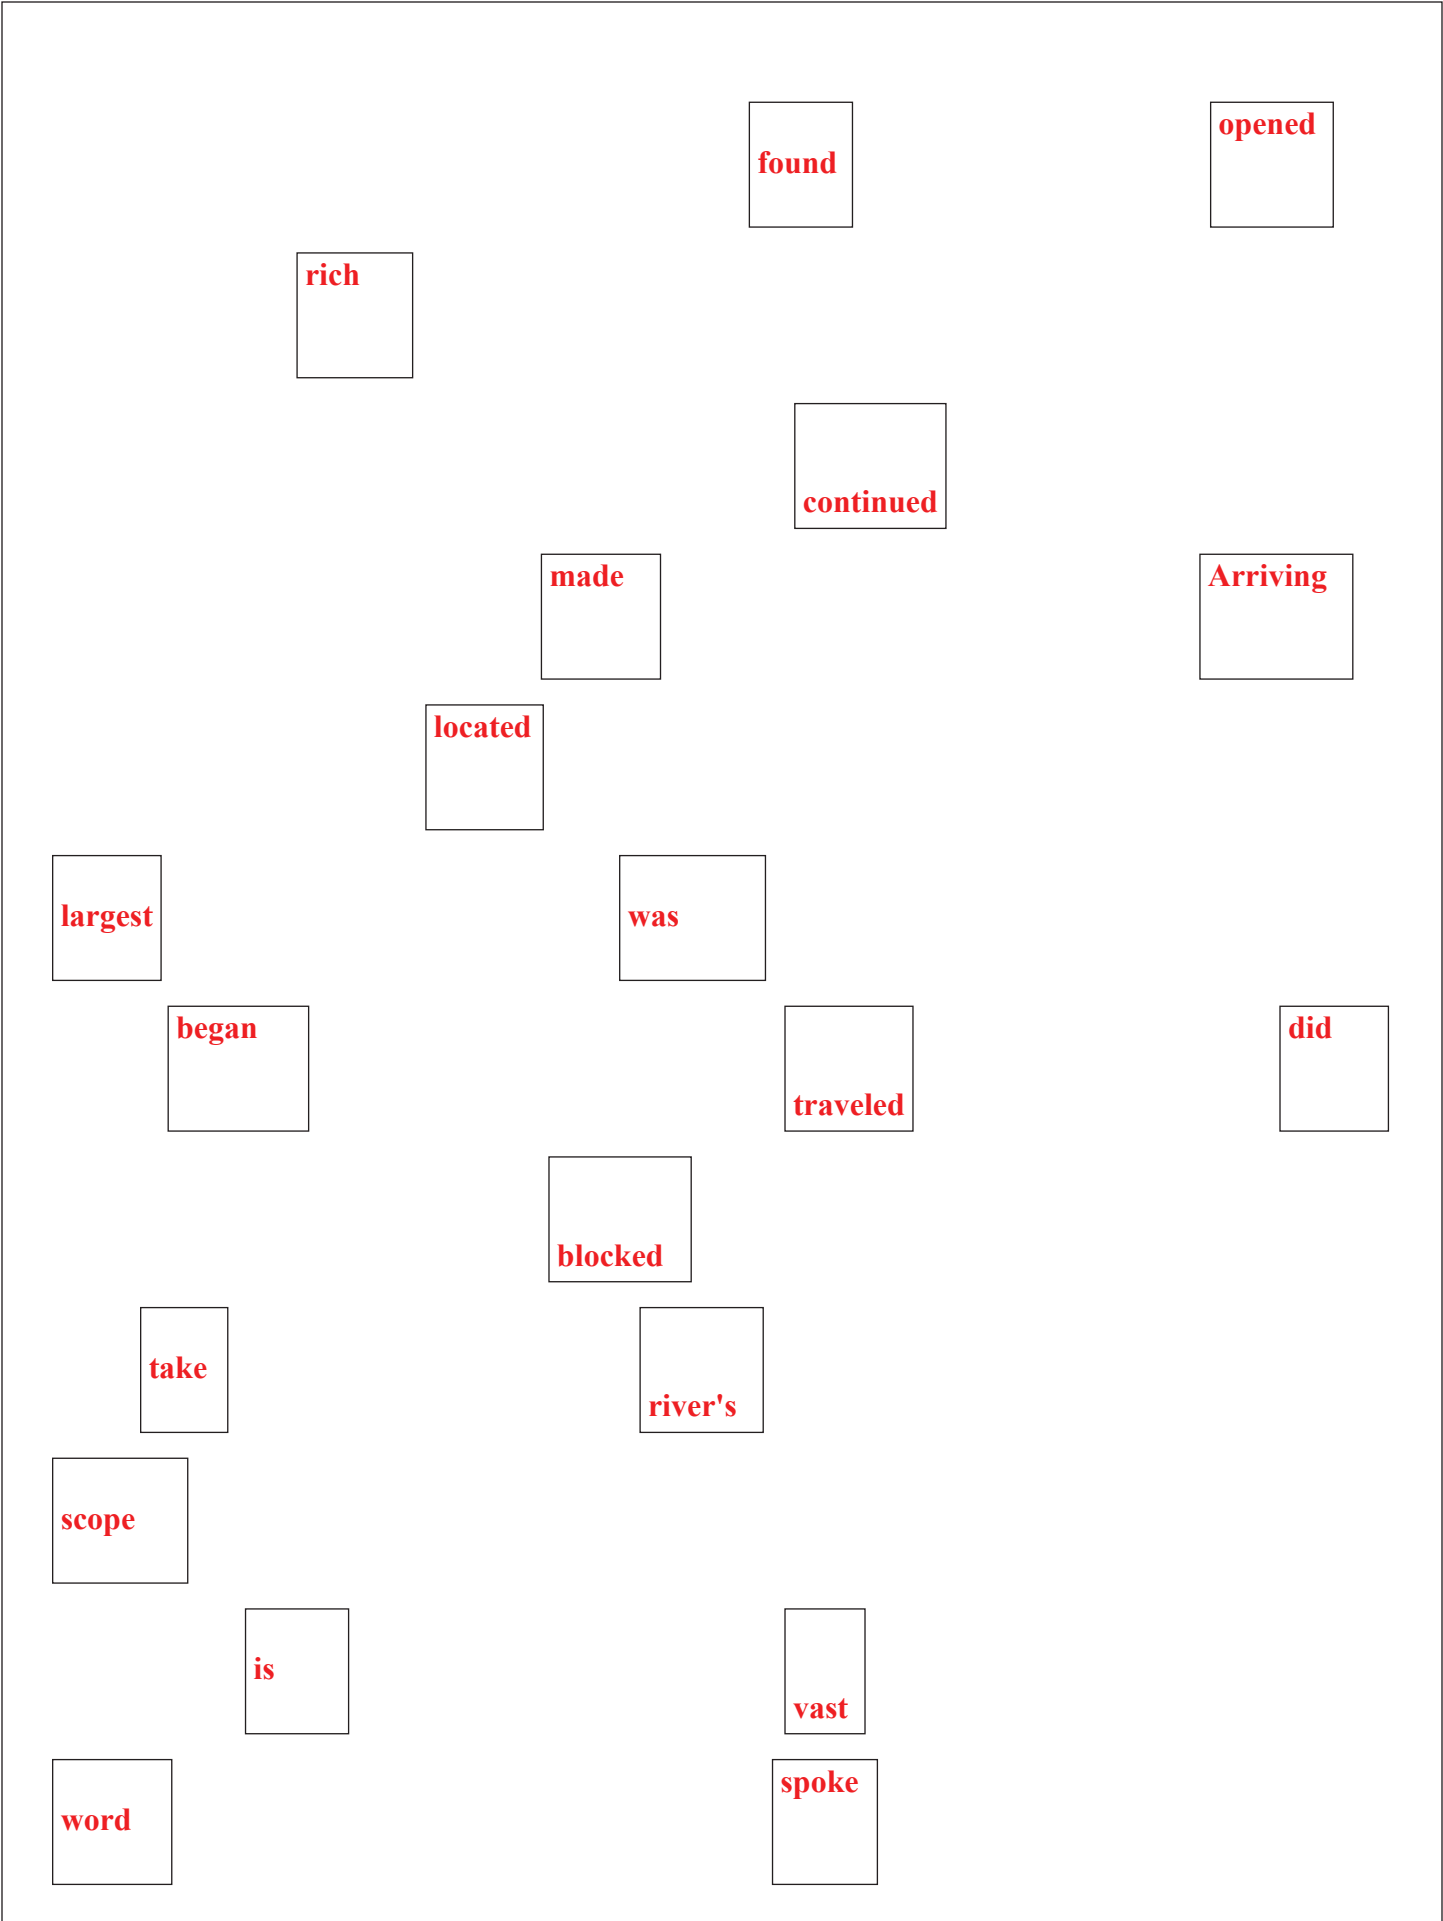 found opened
rich
continued
made Arriving
located
largest was
began traveled did
blocked
take river's
scope
is vast
word spoke